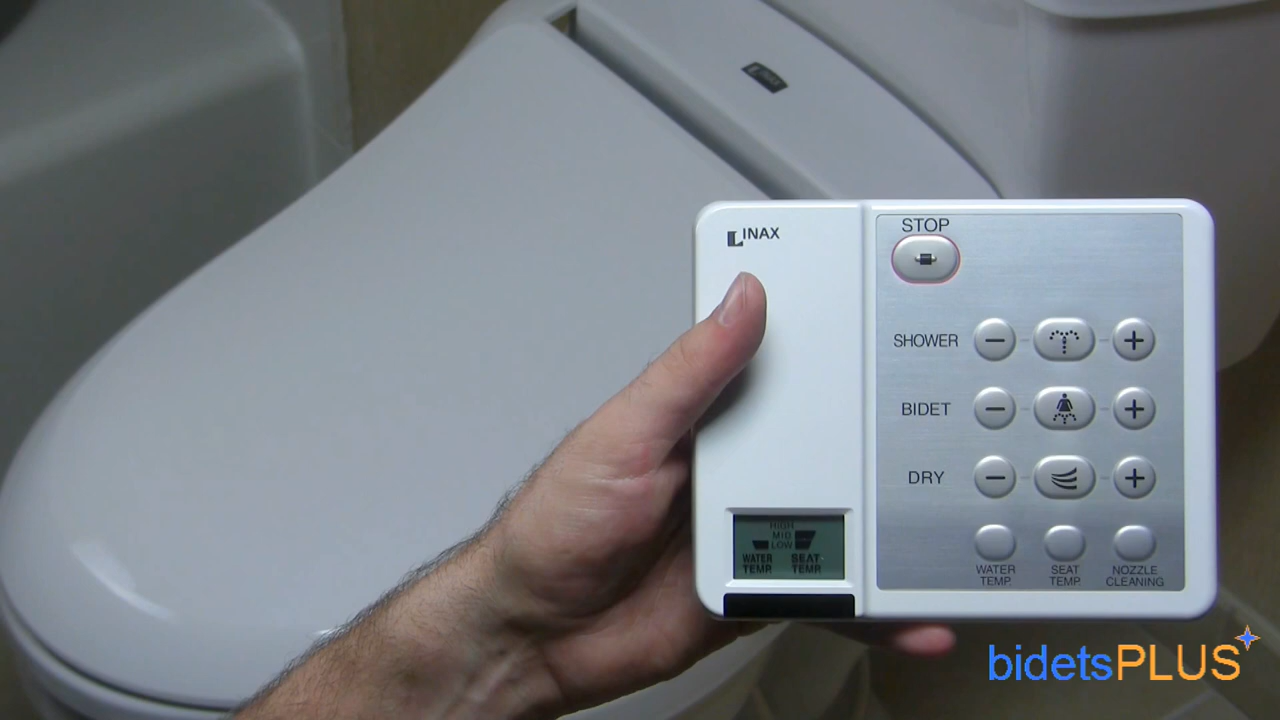 INAX
INAX
STOP
SHOWER
BIDET
DRY
HIGH
MID
LOW
WATER TEMP.
SEAT TEMP
WATER TEMP.
SEAT TEMP.
NOZZLE CLEANING
bidetsPLUS